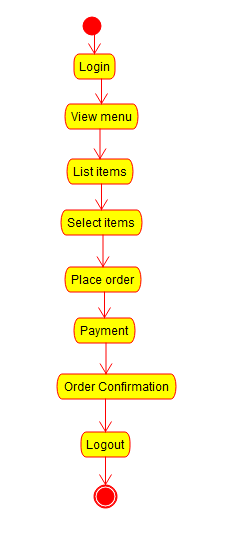 Login
View menu
List items
Select items
Place order
Payment
Order Confirmation
Logout